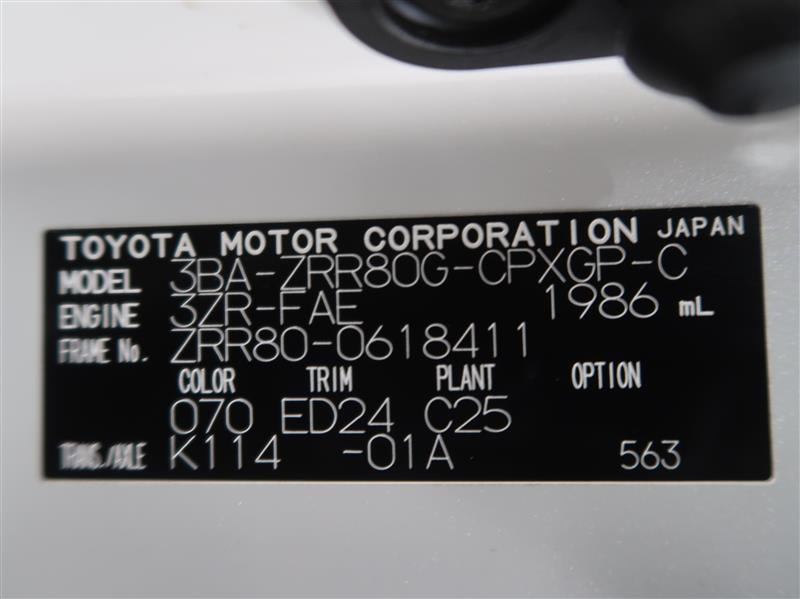 TOYOTA MOTOR CORPORATION JAPAN
MODEL 3BA-ZRR80G-CPXGP-C
ENGINE 3ZR-FAE 1986 mL
FRAME No. ZRR80-0618411
COLOR TRIM PLANT OPTION
070 ED24 C25
TRANS./AXLE K114 -01A 563